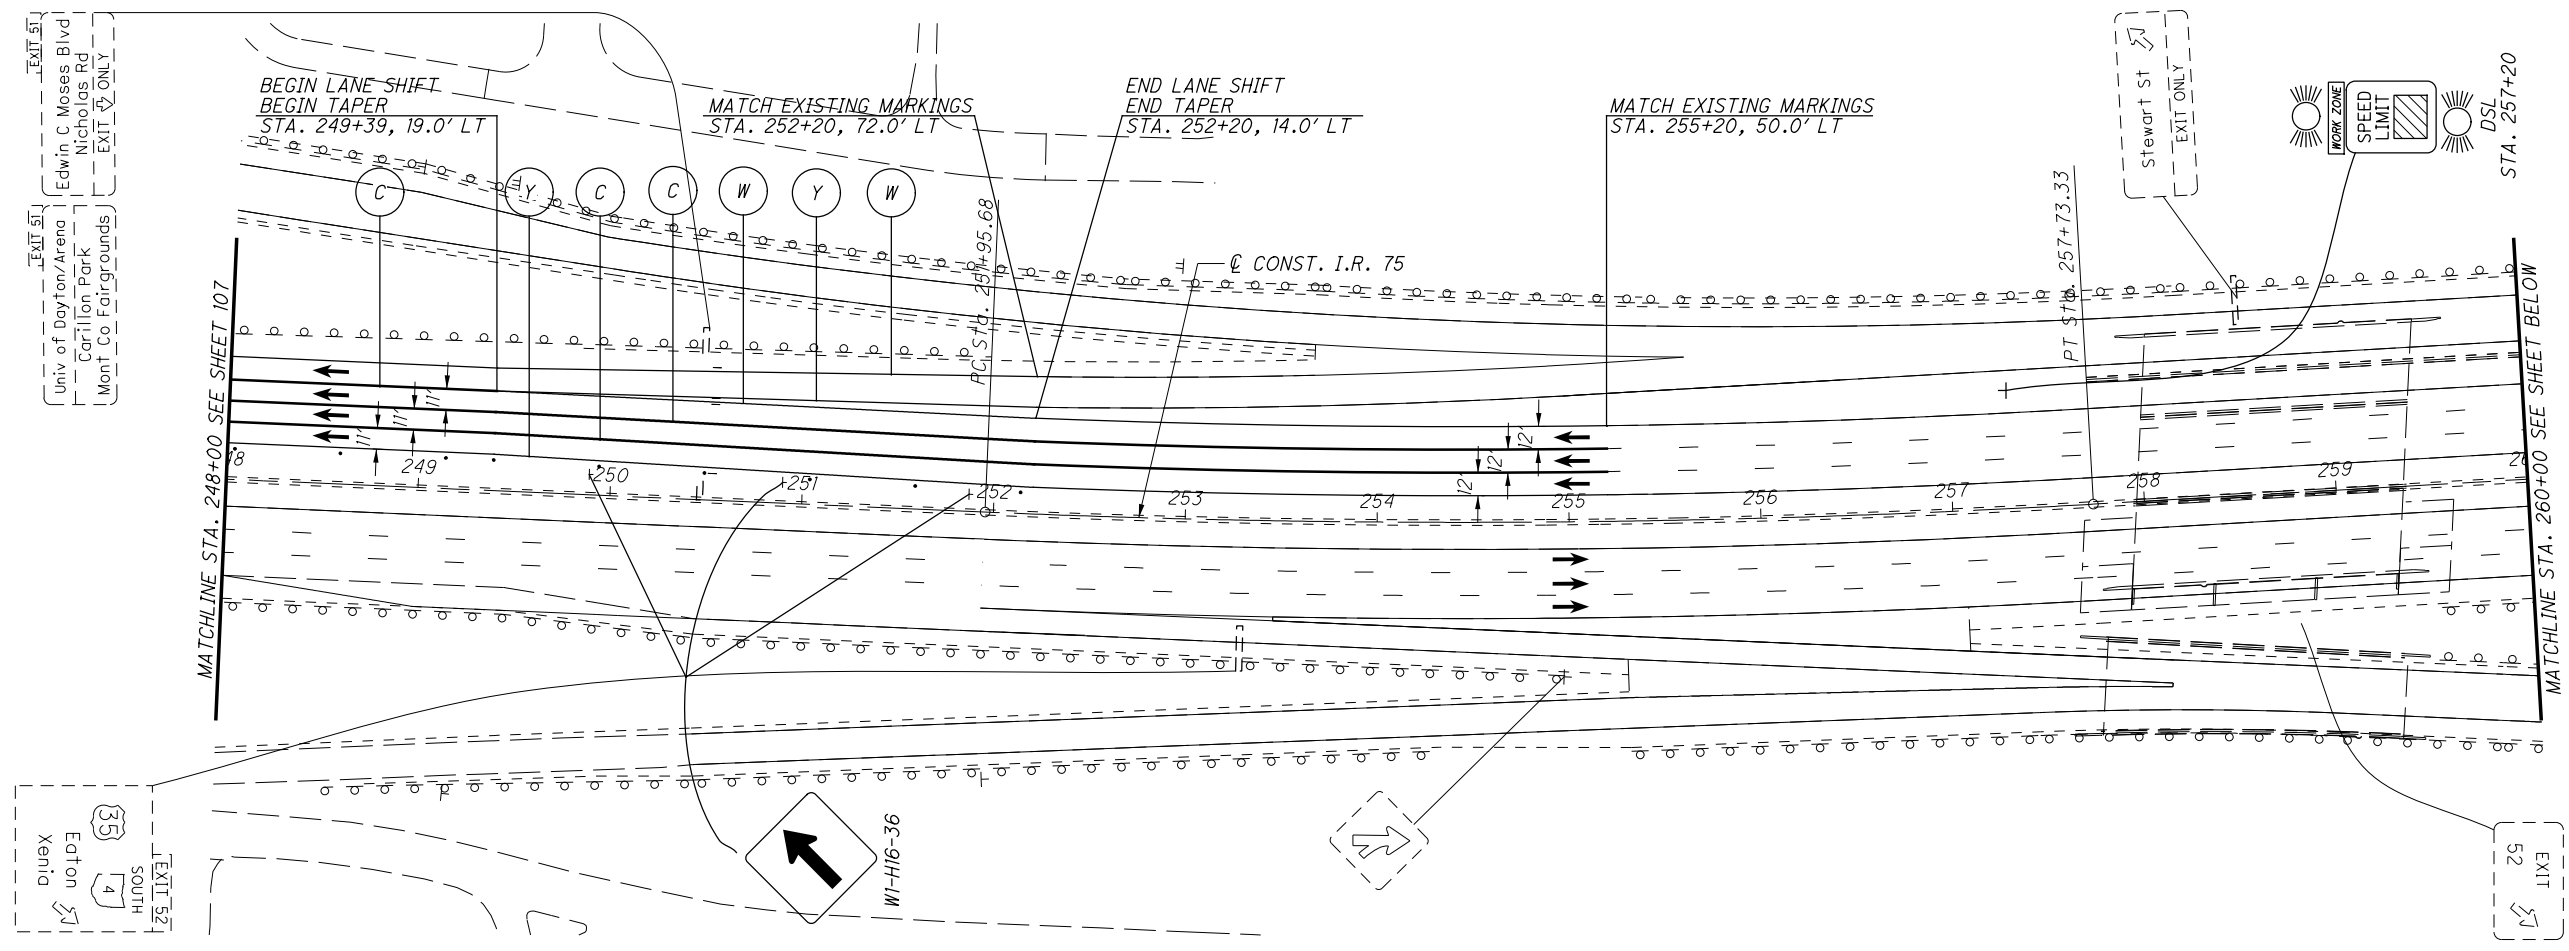 EXIT 51
Edwin C Moses Blvd
Nicholas Rd
EXIT ONLY
EXIT 51
Univ of Dayton/Arena
Carillon Park
Mont Co Fairgrounds
BEGIN LANE SHIFT
BEGIN TAPER
STA. 249+39, 19.0' LT
MATCH EXISTING MARKINGS
STA. 252+20, 72.0' LT
END LANE SHIFT
END TAPER
STA. 252+20, 14.0' LT
MATCH EXISTING MARKINGS
STA. 255+20, 50.0' LT
Stewart St
EXIT ONLY
WORK ZONE
SPEED
LIMIT
DSL
STA. 257+20
C
Y
C
C
W
Y
W
PC Sta. 251+95.68
℄ CONST. I.R. 75
PT Sta. 257+73.33
MATCHLINE STA. 248+00 SEE SHEET 107
MATCHLINE STA. 260+00 SEE SHEET BELOW
11'
11'
11'
12'
12'
12'
249
250
251
252
253
254
255
256
257
258
259
EXIT 52
SOUTH
35
4
Eaton
Xenia
W1-H16-36
EXIT
52